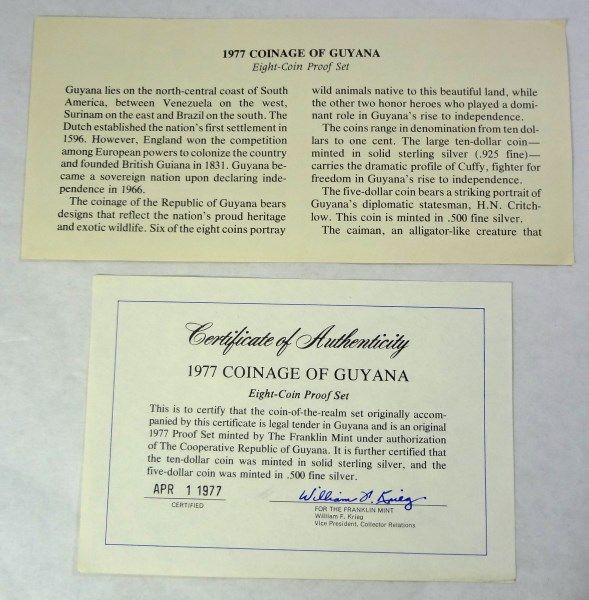 1977 COINAGE OF GUYANA
Eight-Coin Proof Set
Guyana lies on the north-central coast of South
America, between Venezuela on the west,
Surinam on the east and Brazil on the south. The
Dutch established the nation's first settlement in
1596. However, England won the competition
among European powers to colonize the country
and founded British Guiana in 1831. Guyana be-
came a sovereign nation upon declaring inde-
pendence in 1966.
The coinage of the Republic of Guyana bears
designs that reflect the nation's proud heritage
and exotic wildlife. Six of the eight coins portray
wild animals native to this beautiful land, while
the other two honor heroes who played a domi-
nant role in Guyana's rise to independence.
The coins range in denomination from ten dol-
lars to one cent. The large ten-dollar coin—
minted in solid sterling silver (.925 fine)—
carries the dramatic profile of Cuffy, fighter for
freedom in Guyana's rise to independence.
The five-dollar coin bears a striking portrait of
Guyana's diplomatic statesman, H.N. Critch-
low. This coin is minted in .500 fine silver.
The caiman, an alligator-like creature that
Certificate of Authenticity
1977 COINAGE OF GUYANA
Eight-Coin Proof Set
This is to certify that the coin-of-the-realm set originally accom-
panied by this certificate is legal tender in Guyana and is an original
1977 Proof Set minted by The Franklin Mint under authorization
of The Cooperative Republic of Guyana. It is further certified that
the ten-dollar coin was minted in solid sterling silver, and the
five-dollar coin was minted in .500 fine silver.
APR 1 1977
CERTIFIED
William F. Krieg
FOR THE FRANKLIN MINT
William F. Krieg
Vice President, Collector Relations